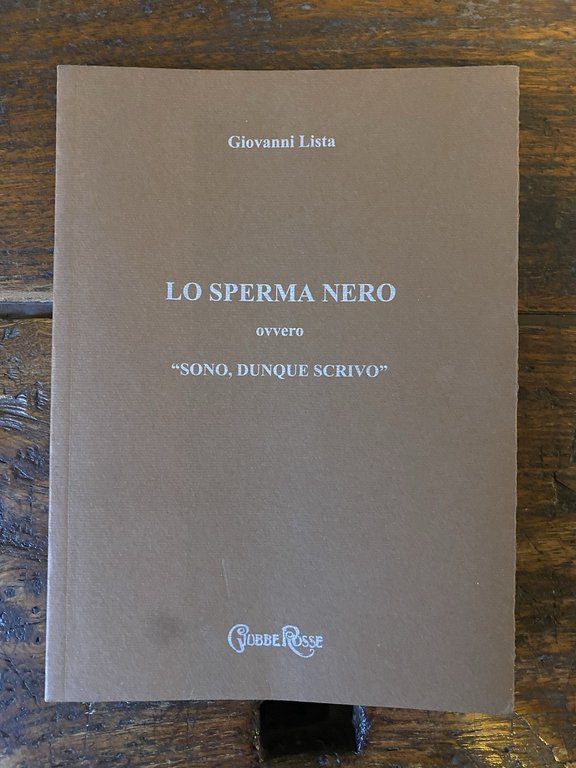 Giovanni Lista
LO SPERMA NERO
ovvero
“SONO, DUNQUE SCRIVO”
GIUBBE ROSSE